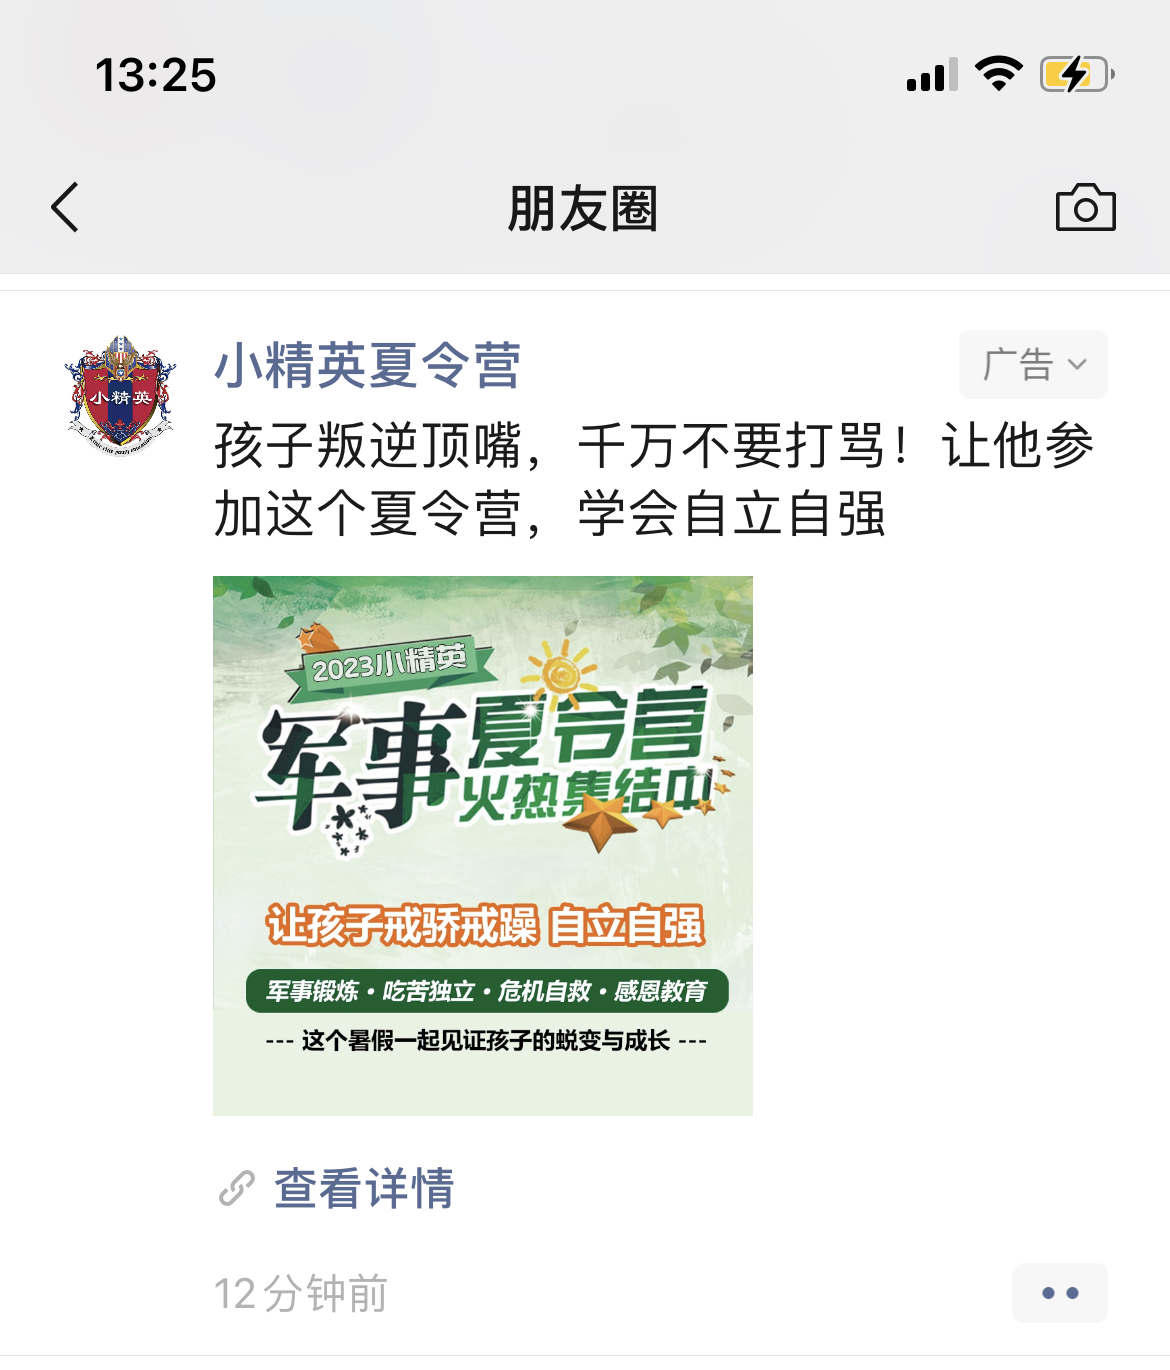 13:25
朋友圈
小精英
小精英夏令营
广告
孩子叛逆顶嘴，千万不要打骂！让他参
加这个夏令营，学会自立自强
2023小精英
军事夏令营
火热集结中
让孩子戒骄戒躁 自立自强
军事锻炼·吃苦独立·危机自救·感恩教育
--- 这个暑假一起见证孩子的蜕变与成长 ---
查看详情
12分钟前